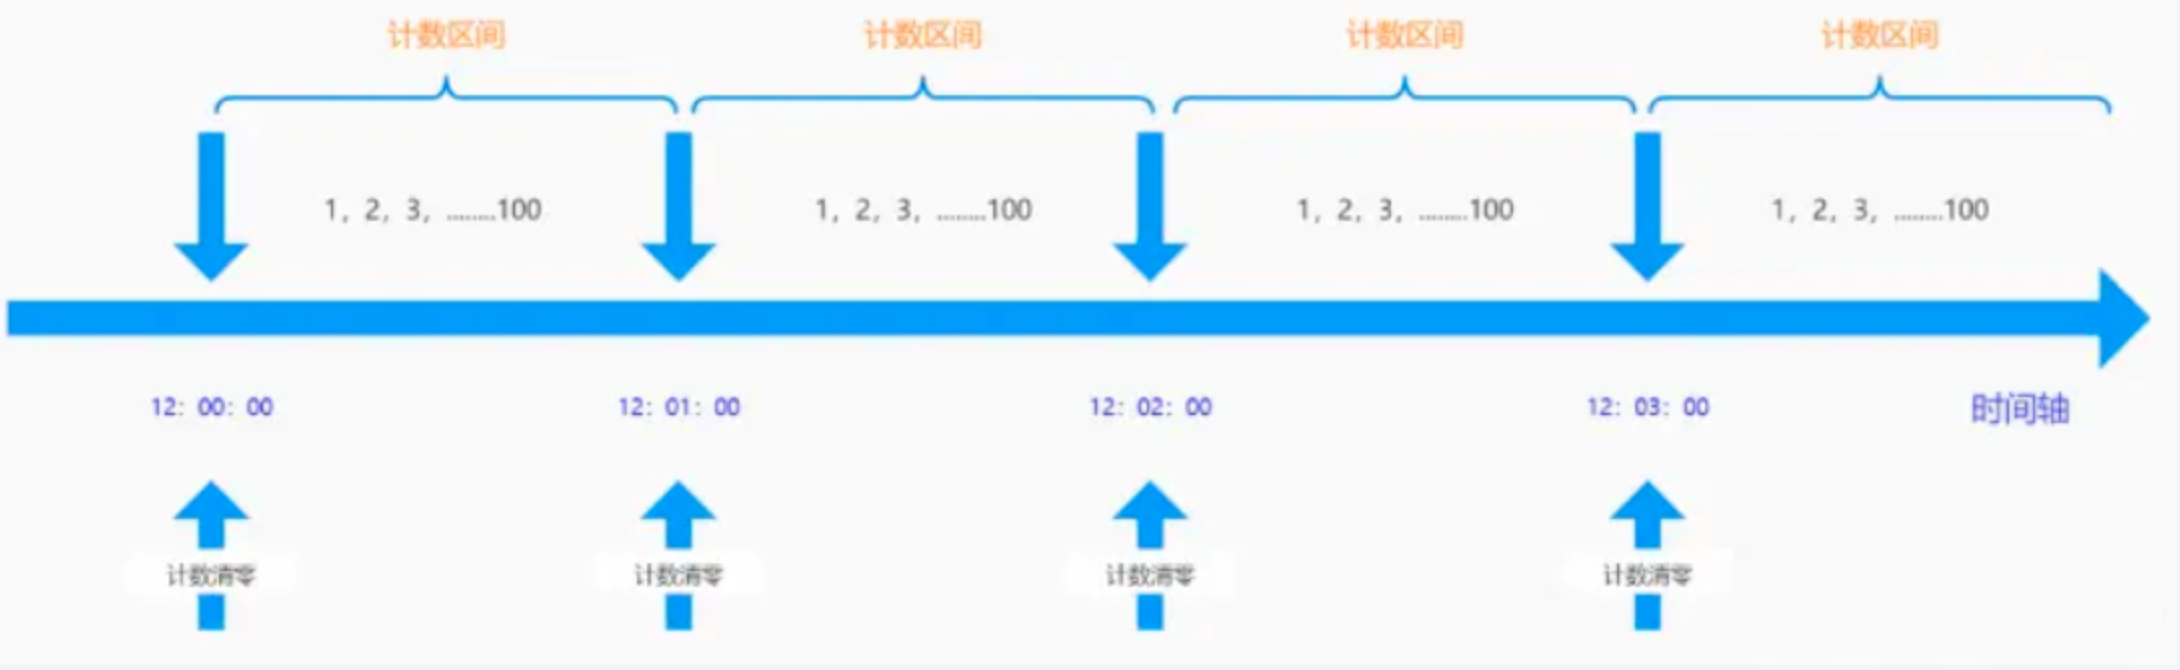 计数区间 计数区间 计数区间 计数区间
1, 2, 3, ........100 1, 2, 3, ........100 1, 2, 3, ........100 1, 2, 3, ........100
12: 00: 00 12: 01: 00 12: 02: 00 12: 03: 00 时间轴
计数清零 计数清零 计数清零 计数清零